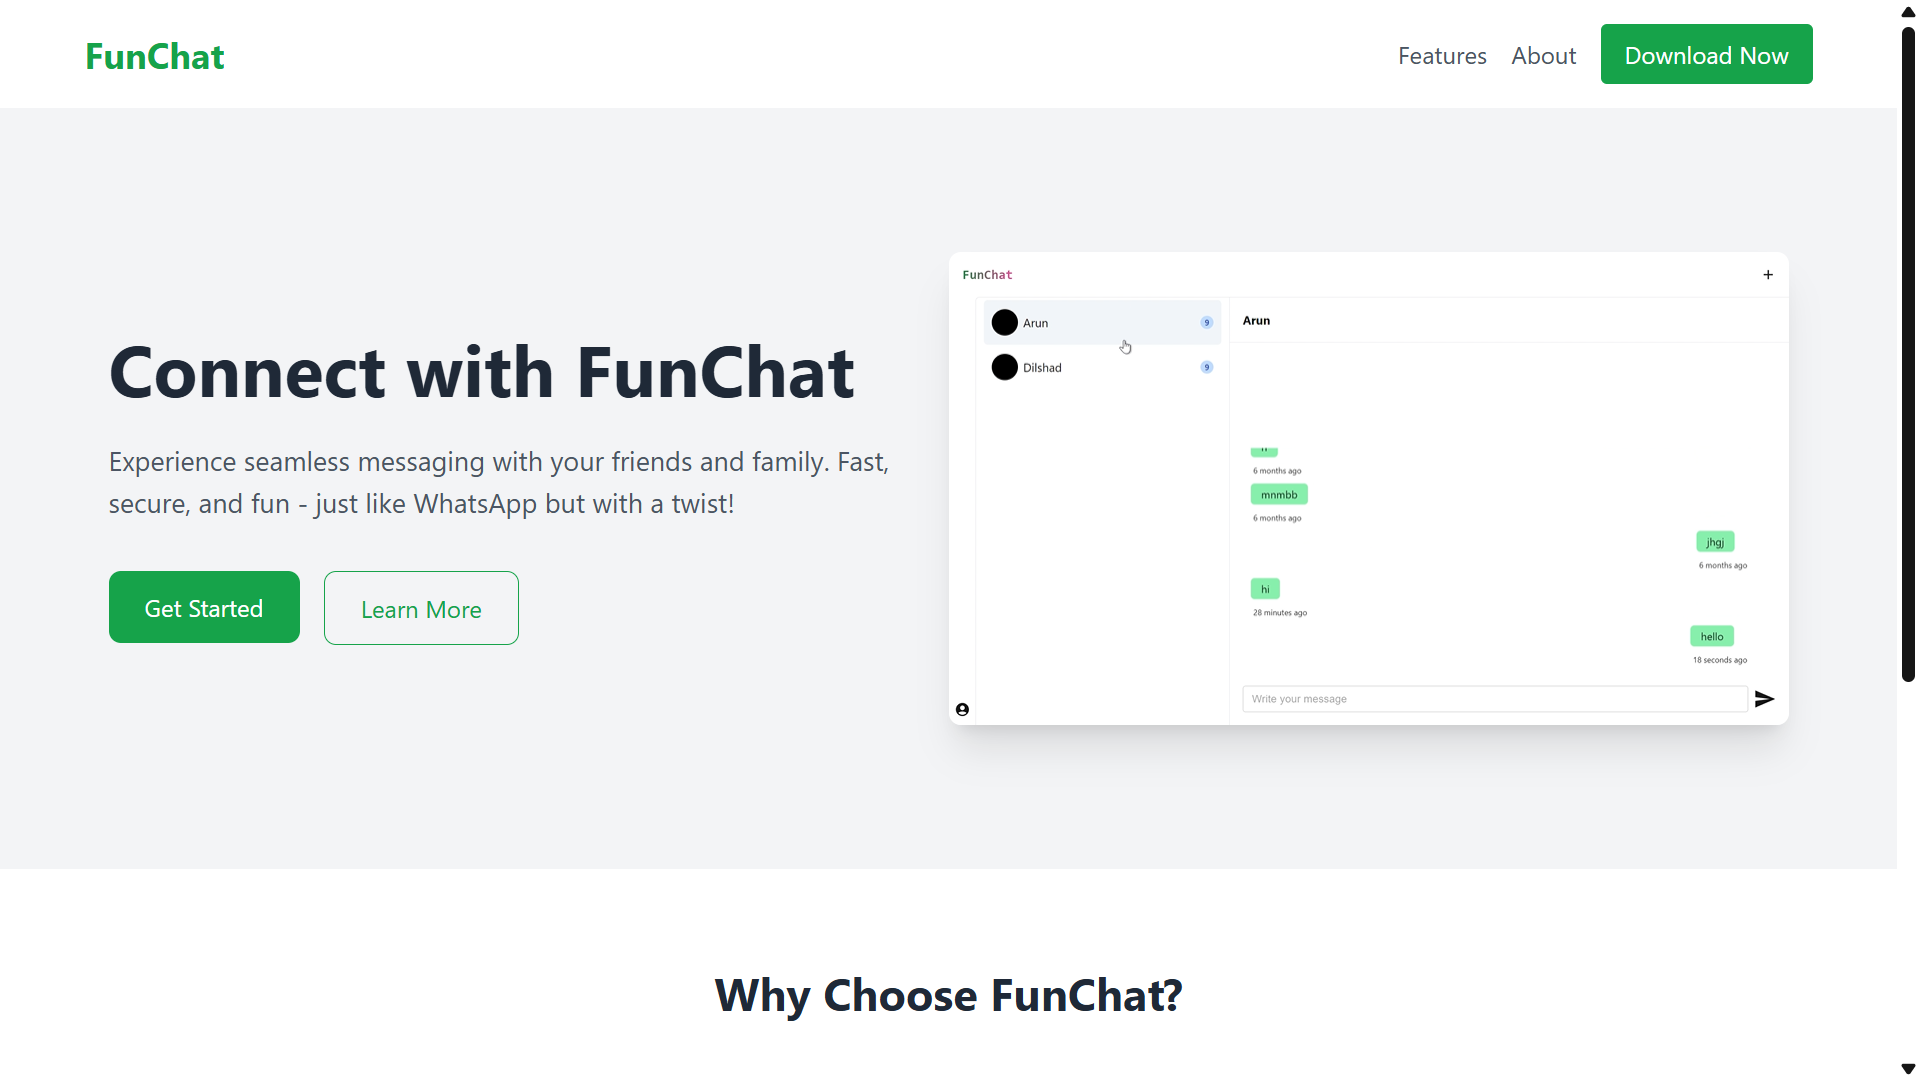 FunChat
Features
About
Download Now
Connect with FunChat
Experience seamless messaging with your friends and family. Fast,
secure, and fun - just like WhatsApp but with a twist!
Get Started
Learn More
FunChat
+
Arun
9
Dilshad
9
Arun
6 months ago
mnmbb
6 months ago
jhgj
6 months ago
hi
28 minutes ago
hello
18 seconds ago
Write your message
Why Choose FunChat?